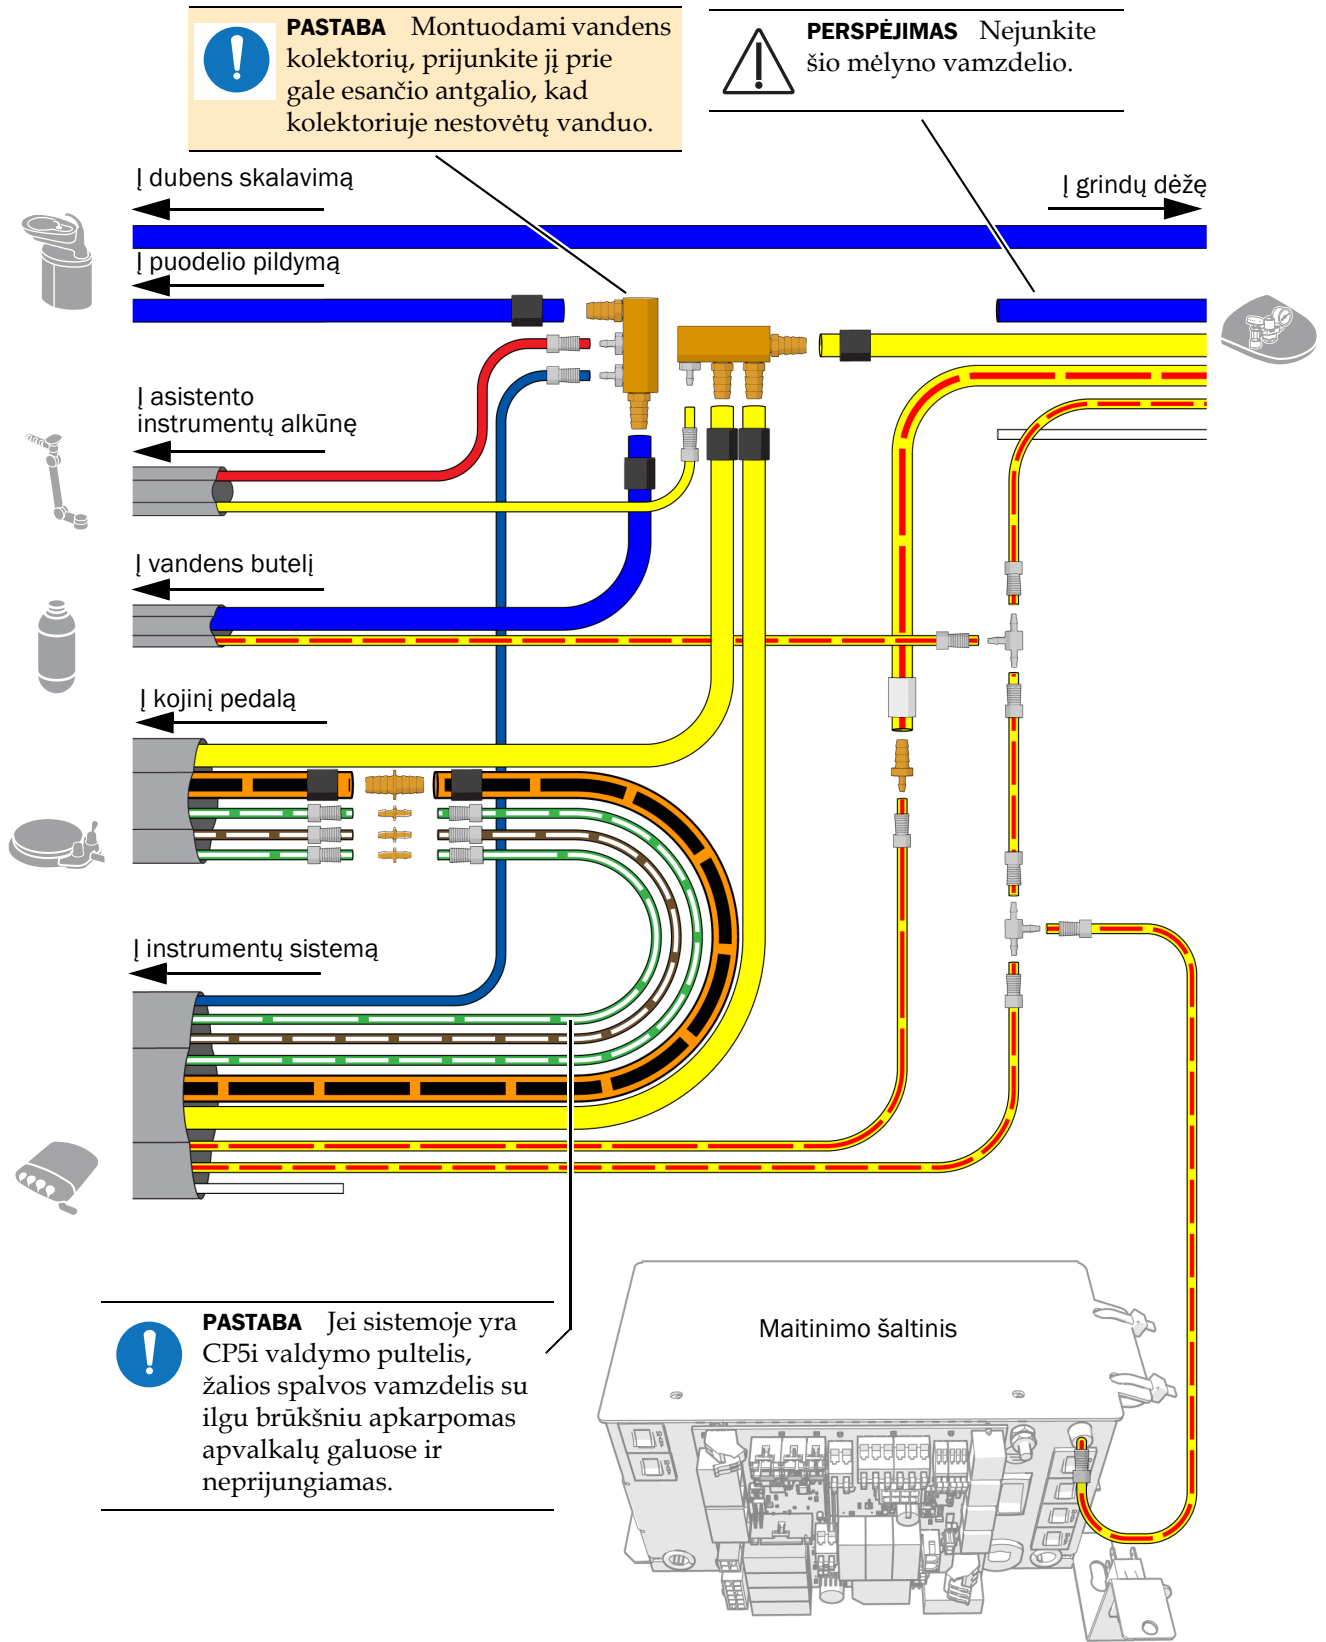 PASTABA Montuodami vandens
kolektorių, prijunkite jį prie
gale esančio antgalio, kad
kolektoriuje nestovėtų vanduo.
PERSPĖJIMAS Nejunkite
šio mėlyno vamzdelio.
Į dubens skalavimą
Į grindų dėžę
Į puodelio pildymą
Į asistento
instrumentų alkūnę
Į vandens butelį
Į kojinį pedalą
Į instrumentų sistemą
PASTABA Jei sistemoje yra
CP5i valdymo pultelis,
žalios spalvos vamzdelis su
ilgu brūkšniu apkarpomas
apvalkalų galuose ir
neprijungiamas.
Maitinimo šaltinis